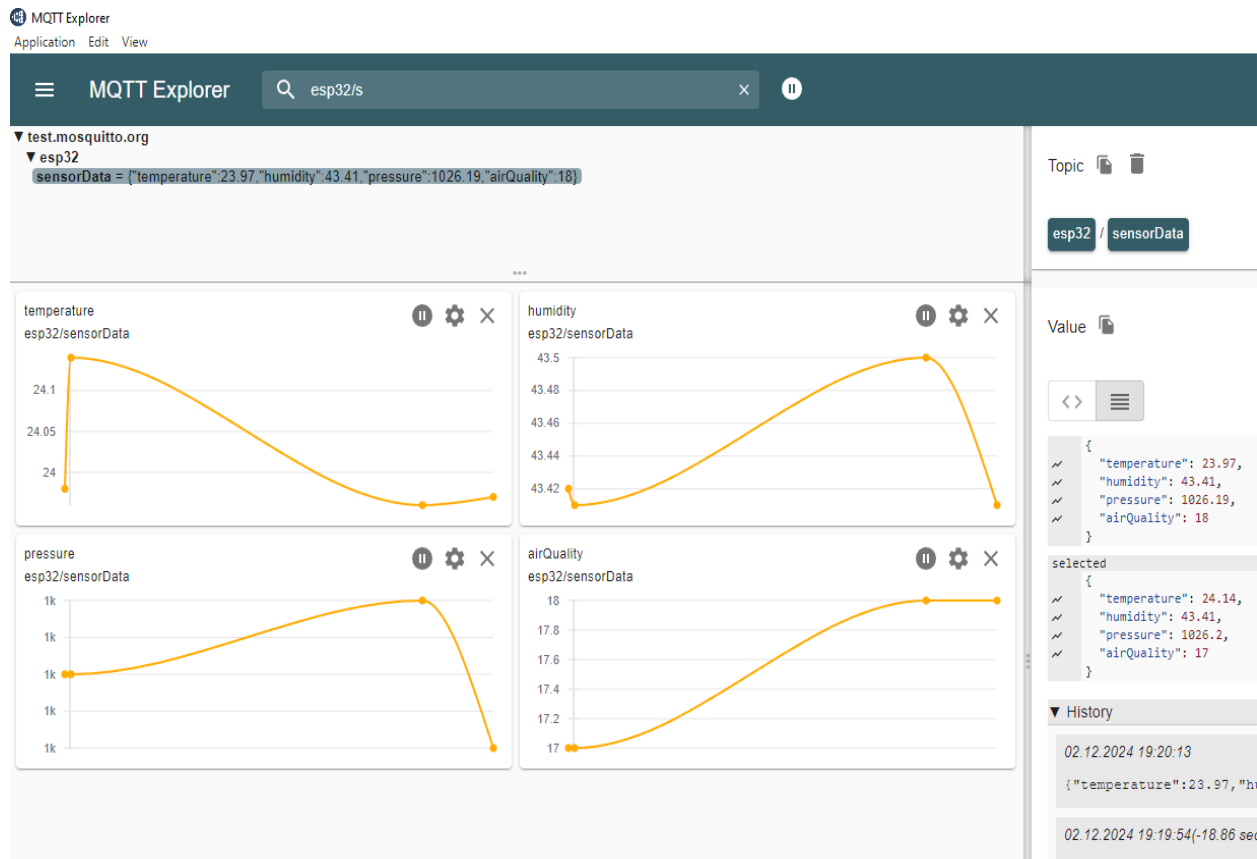 MQTT Explorer
Application Edit View
MQTT Explorer
esp32/s
▼ test.mosquitto.org
▼ esp32
sensorData = {"temperature":23.97,"humidity":43.41,"pressure":1026.19,"airQuality":18}
temperature
esp32/sensorData
24.1
24.05
24
humidity
esp32/sensorData
43.5
43.48
43.46
43.44
43.42
pressure
esp32/sensorData
1k
1k
1k
1k
1k
airQuality
esp32/sensorData
18
17.8
17.6
17.4
17.2
17
Topic
esp32 / sensorData
Value
{
"temperature": 23.97,
"humidity": 43.41,
"pressure": 1026.19,
"airQuality": 18
}
selected
{
"temperature": 24.14,
"humidity": 43.41,
"pressure": 1026.2,
"airQuality": 17
}
▼ History
02.12.2024 19:20:13
{"temperature":23.97,"hu
02.12.2024 19:19:54(-18.86 sec